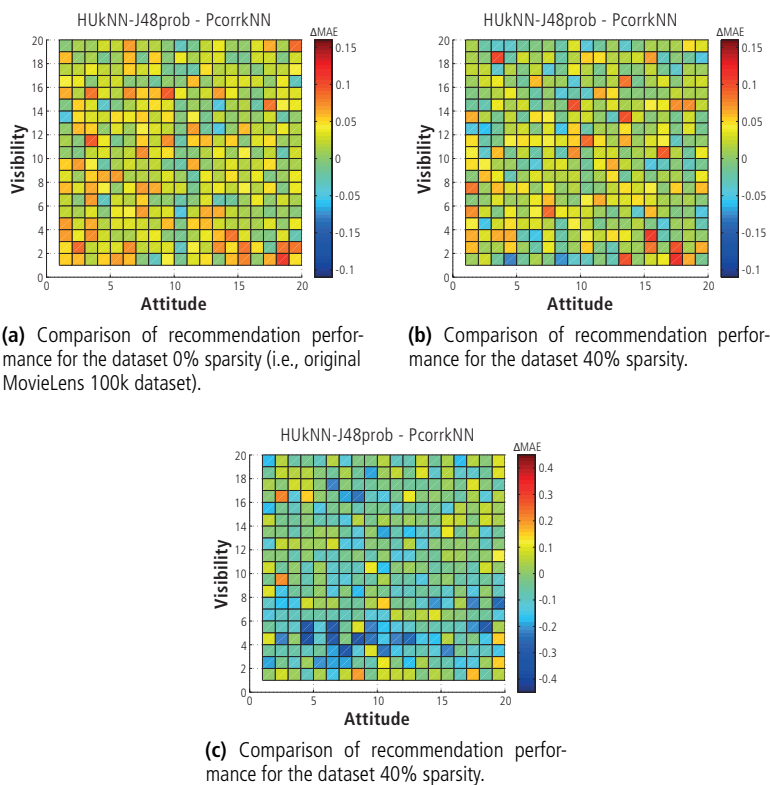 HUkNN-J48prob - PcorrkNN
ΔMAE
20
18
16
14
12
10
8
6
4
2
0
Visibility
0.15
0.1
0.05
0
-0.05
-0.15
-0.1
0 5 10 15 20
Attitude
(a) Comparison of recommendation perfor-
mance for the dataset 0% sparsity (i.e., original
MovieLens 100k dataset).
HUkNN-J48prob - PcorrkNN
ΔMAE
20
18
16
14
12
10
8
6
4
2
0
Visibility
0.15
0.1
0.05
0
-0.05
-0.15
-0.1
0 5 10 15 20
Attitude
(b) Comparison of recommendation perfor-
mance for the dataset 40% sparsity.
HUkNN-J48prob - PcorrkNN
ΔMAE
20
18
16
14
12
10
8
6
4
2
0
Visibility
0.4
0.3
0.2
0.1
0
-0.1
-0.2
-0.3
-0.4
0 5 10 15 20
Attitude
(c) Comparison of recommendation perfor-
mance for the dataset 40% sparsity.